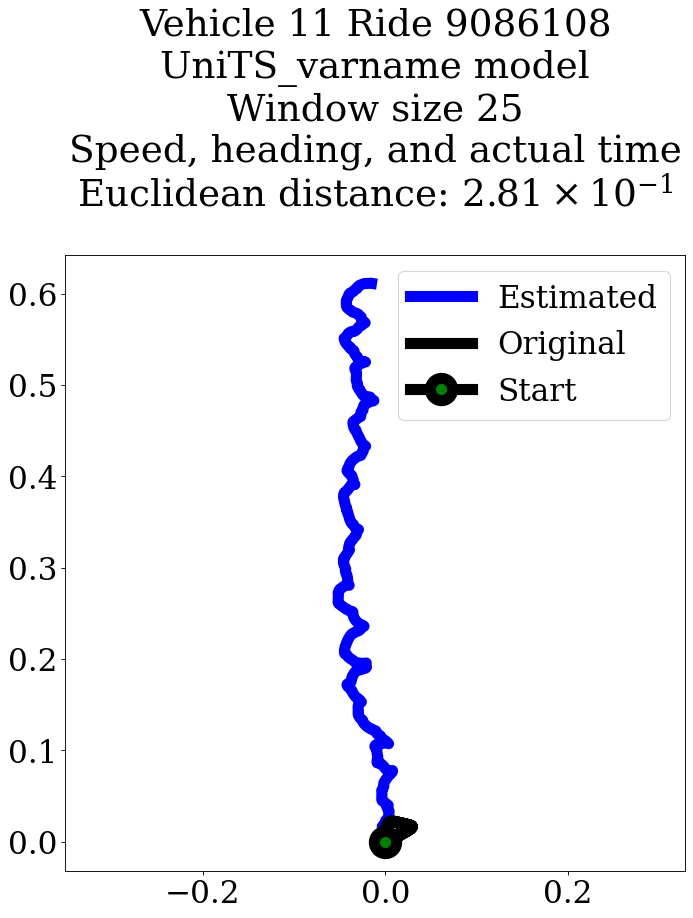 Vehicle 11 Ride 9086108
UniTS_varname model
Window size 25
Speed, heading, and actual time
Euclidean distance: 2.81 × 10⁻¹
Estimated
Original
Start
0.6
0.5
0.4
0.3
0.2
0.1
0.0
−0.2 0.0 0.2